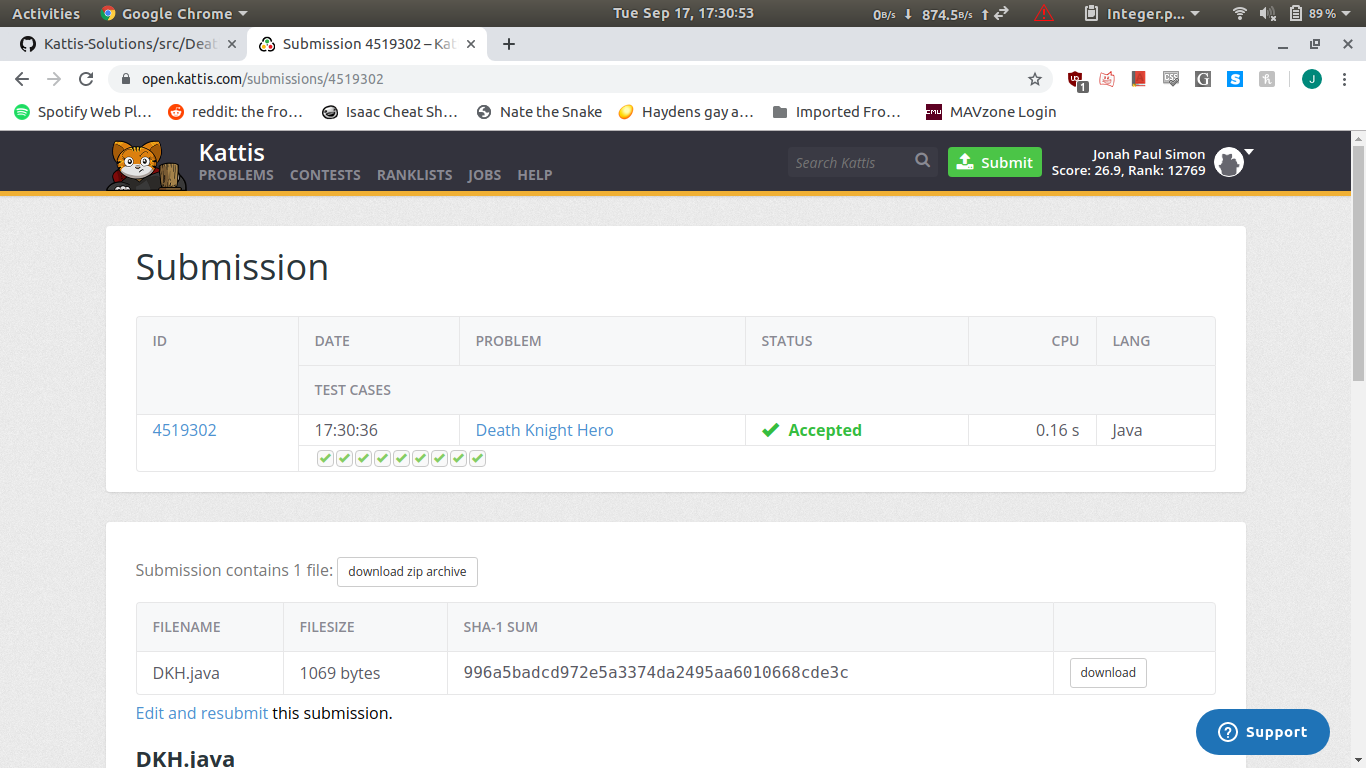 Activities Google Chrome Tue Sep 17, 17:30:53 0B/s ↓ 874.5B/s ↑ Integer.p... 89 %
Kattis-Solutions/src/Deat Submission 4519302 – Kat
open.kattis.com/submissions/4519302 1 CSS G S h J
Spotify Web Pl... reddit: the fro... Isaac Cheat Sh... Nate the Snake Haydens gay a... Imported Fro... CMU MAVzone Login
Kattis
PROBLEMS CONTESTS RANKLISTS JOBS HELP
Search Kattis Submit
Jonah Paul Simon
Score: 26.9, Rank: 12769
Submission
ID DATE PROBLEM STATUS CPU LANG
TEST CASES
4519302 17:30:36 Death Knight Hero Accepted 0.16 s Java
Submission contains 1 file: download zip archive
FILENAME FILESIZE SHA-1 SUM
DKH.java 1069 bytes 996a5badcd972e5a3374da2495aa6010668cde3c download
Edit and resubmit this submission.
Support
DKH.java